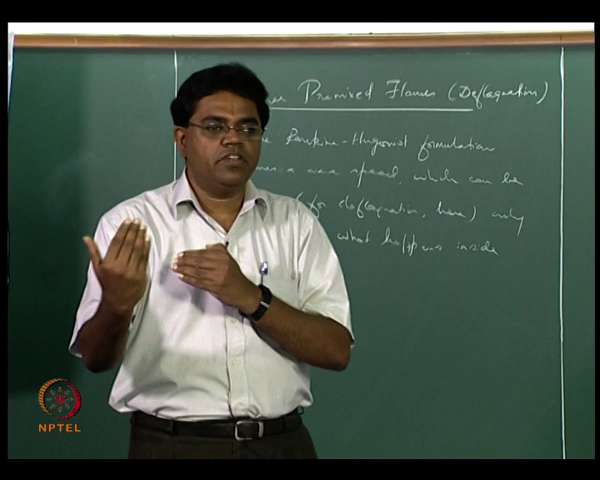 Premixed Flames (Deflagration)
Rankine-Hugoniot formulation
a wave speed, which can be
(for deflagration, here) only
what happens inside
NPTEL